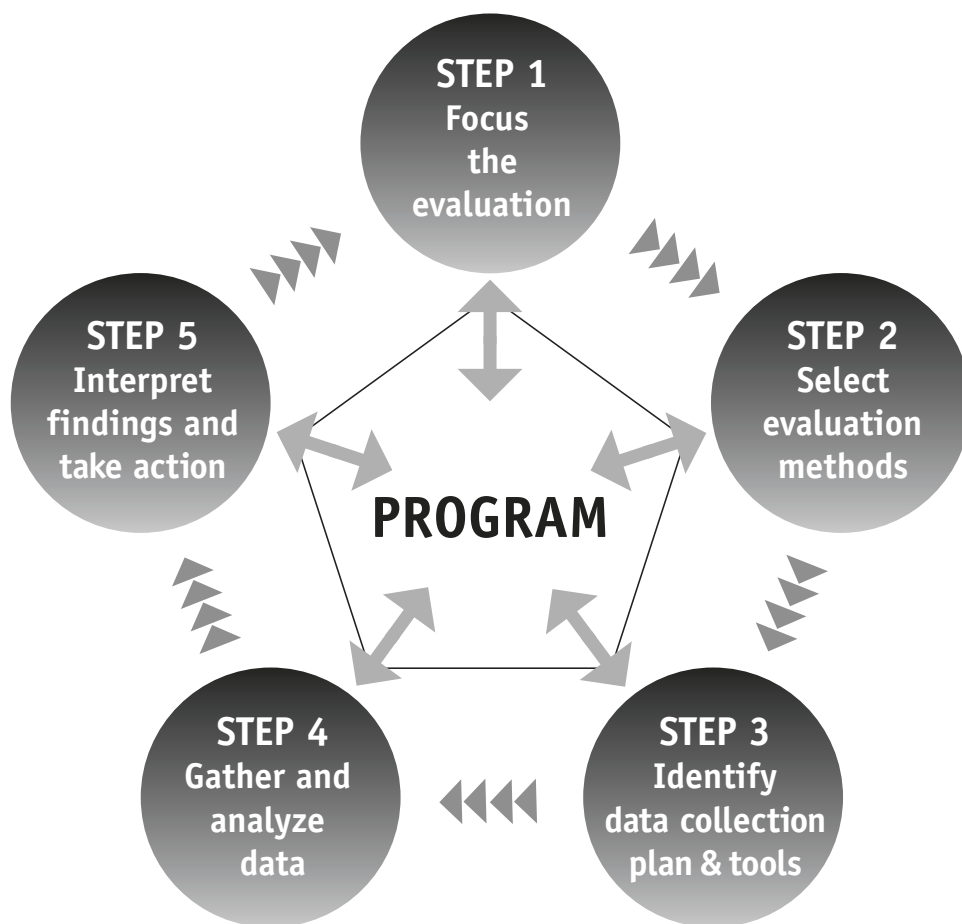 STEP 1
Focus
the
evaluation
STEP 2
Select
evaluation
methods
STEP 3
Identify
data collection
plan & tools
STEP 4
Gather and
analyze
data
STEP 5
Interpret
findings and
take action
PROGRAM